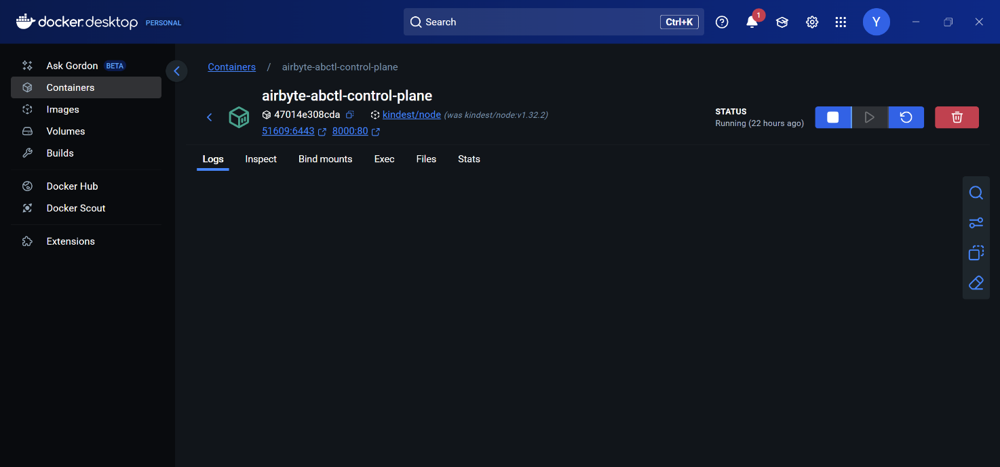 docker.desktop PERSONAL
Search Ctrl+K
1
Y
Ask Gordon BETA
Containers
Images
Volumes
Builds
Docker Hub
Docker Scout
Extensions
Containers / airbyte-abctl-control-plane
airbyte-abctl-control-plane
47014e308cda kindest/node (was kindest/node:v1.32.2)
51609:6443 8000:80
STATUS
Running (22 hours ago)
Logs Inspect Bind mounts Exec Files Stats